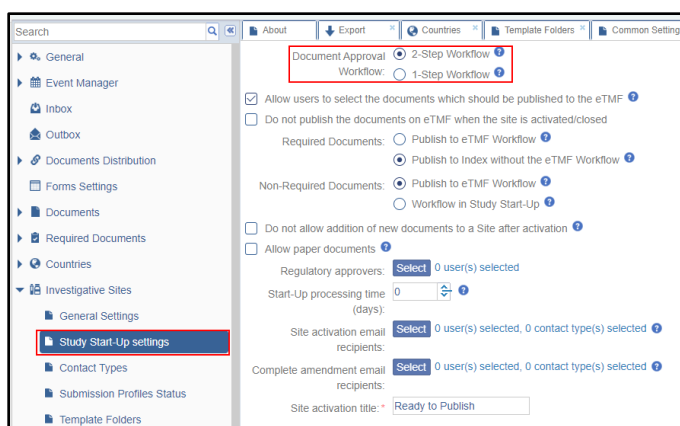 Search
About
Export
Countries
Template Folders
Common Setting
General
Event Manager
Inbox
Outbox
Documents Distribution
Forms Settings
Documents
Required Documents
Countries
Investigative Sites
General Settings
Study Start-Up settings
Contact Types
Submission Profiles Status
Template Folders
Document Approval
Workflow:
2-Step Workflow
1-Step Workflow
Allow users to select the documents which should be published to the eTMF
Do not publish the documents on eTMF when the site is activated/closed
Required Documents:
Publish to eTMF Workflow
Publish to Index without the eTMF Workflow
Non-Required Documents:
Publish to eTMF Workflow
Workflow in Study Start-Up
Do not allow addition of new documents to a Site after activation
Allow paper documents
Regulatory approvers:
Select 0 user(s) selected
Start-Up processing time
(days):
0
Site activation email
recipients:
Select 0 user(s) selected, 0 contact type(s) selected
Complete amendment email
recipients:
Select 0 user(s) selected, 0 contact type(s) selected
Site activation title:*
Ready to Publish